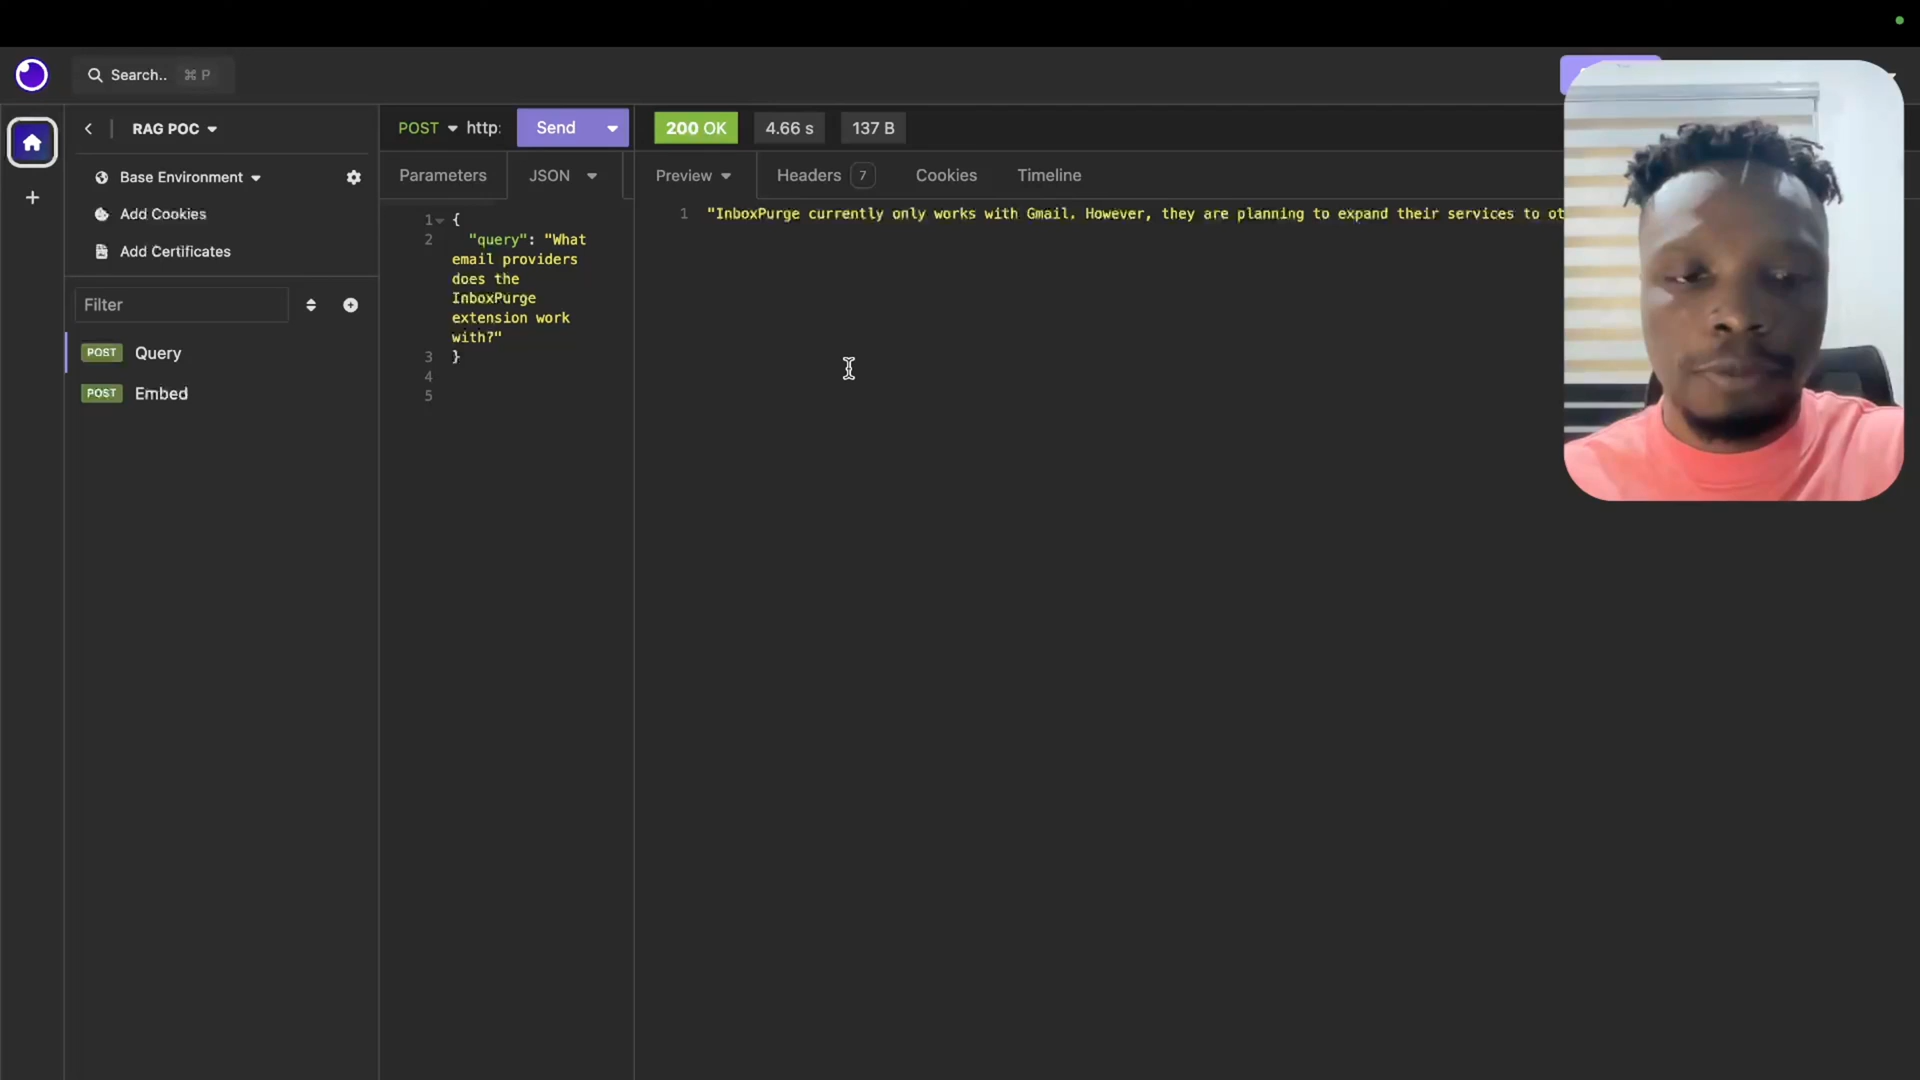 Search.. ⌘ P
RAG POC
Base Environment
Add Cookies
Add Certificates
Filter
POST Query
POST Embed
POST http: Send
Parameters JSON
1 {
2 "query": "What
email providers
does the
InboxPurge
extension work
with?"
3 }
4
5
200 OK 4.66 s 137 B
Preview Headers 7 Cookies Timeline
1 "InboxPurge currently only works with Gmail. However, they are planning to expand their services to ot